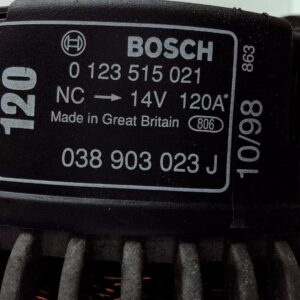 BOSCH
0 123 515 021
NC → 14V 120A*
Made in Great Britain 806
038 903 023 J
120
10/98
863